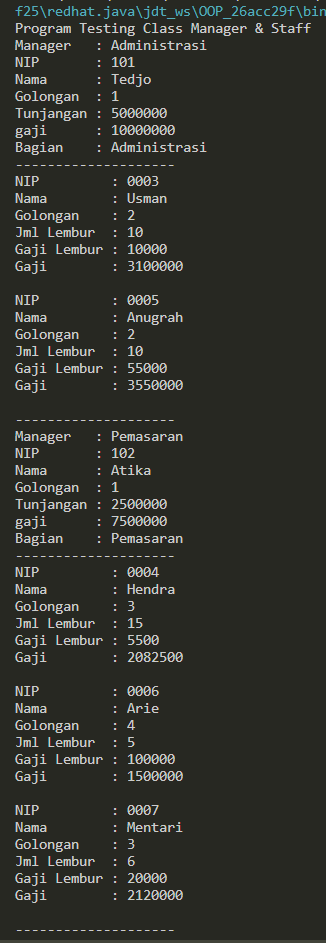 f25\redhat.java\jdt_ws\OOP_26acc29f\bin
Program Testing Class Manager & Staff
Manager   : Administrasi
NIP       : 101
Nama      : Tedjo
Golongan  : 1
Tunjangan : 5000000
gaji      : 10000000
Bagian    : Administrasi
--------------------
NIP         : 0003
Nama        : Usman
Golongan    : 2
Jml Lembur  : 10
Gaji Lembur : 10000
Gaji        : 3100000

NIP         : 0005
Nama        : Anugrah
Golongan    : 2
Jml Lembur  : 10
Gaji Lembur : 55000
Gaji        : 3550000

--------------------
Manager   : Pemasaran
NIP       : 102
Nama      : Atika
Golongan  : 1
Tunjangan : 2500000
gaji      : 7500000
Bagian    : Pemasaran
--------------------
NIP         : 0004
Nama        : Hendra
Golongan    : 3
Jml Lembur  : 15
Gaji Lembur : 5500
Gaji        : 2082500

NIP         : 0006
Nama        : Arie
Golongan    : 4
Jml Lembur  : 5
Gaji Lembur : 100000
Gaji        : 1500000

NIP         : 0007
Nama        : Mentari
Golongan    : 3
Jml Lembur  : 6
Gaji Lembur : 20000
Gaji        : 2120000

--------------------